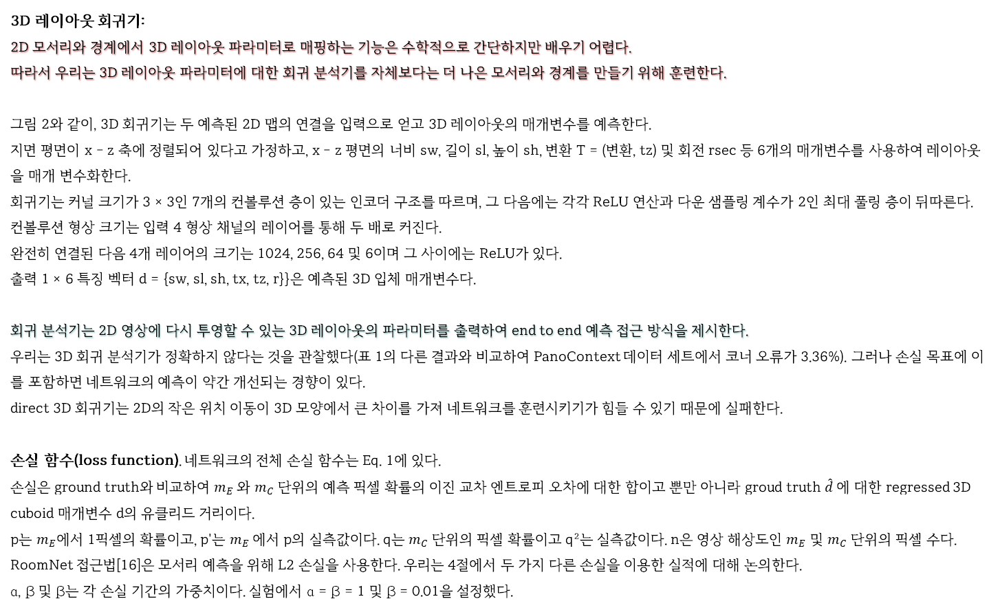 3D 레이아웃 회귀기:
2D 모서리와 경계에서 3D 레이아웃 파라미터로 매핑하는 기능은 수학적으로 간단하지만 배우기 어렵다.
따라서 우리는 3D 레이아웃 파라미터에 대한 회귀 분석기를 자체보다는 더 나은 모서리와 경계를 만들기 위해 훈련한다.
그림 2와 같이, 3D 회귀기는 두 예측된 2D 맵의 연결을 입력으로 얻고 3D 레이아웃의 매개변수를 예측한다.
지면 평면이 x - z 축에 정렬되어 있다고 가정하고, x - z 평면의 너비 sw, 길이 sl, 높이 sh, 변환 T = (변환, tz) 및 회전 rsec 등 6개의 매개변수를 사용하여 레이아웃
을 매개 변수화한다.
회귀기는 커널 크기가 3 × 3인 7개의 컨볼루션 층이 있는 인코더 구조를 따르며, 그 다음에는 각각 ReLU 연산과 다운 샘플링 계수가 2인 최대 풀링 층이 뒤따른다.
컨볼루션 형상 크기는 입력 4 형상 채널의 레이어를 통해 두 배로 커진다.
완전히 연결된 다음 4개 레이어의 크기는 1024, 256, 64 및 6이며 그 사이에는 ReLU가 있다.
출력 1 × 6 특징 벡터 d = {sw, sl, sh, tx, tz, r}}은 예측된 3D 입체 매개변수다.
회귀 분석기는 2D 영상에 다시 투영할 수 있는 3D 레이아웃의 파라미터를 출력하여 end to end 예측 접근 방식을 제시한다.
우리는 3D 회귀 분석기가 정확하지 않다는 것을 관찰했다(표 1의 다른 결과와 비교하여 PanoContext 데이터 세트에서 코너 오류가 3.36%). 그러나 손실 목표에 이
를 포함하면 네트워크의 예측이 약간 개선되는 경향이 있다.
direct 3D 회귀기는 2D의 작은 위치 이동이 3D 모양에서 큰 차이를 가져 네트워크를 훈련시키기가 힘들 수 있기 때문에 실패한다.
손실 함수(loss function). 네트워크의 전체 손실 함수는 Eq. 1에 있다.
손실은 ground truth와 비교하여 m_E 와 m_C 단위의 예측 픽셀 확률의 이진 교차 엔트로피 오차에 대한 합이고 뿐만 아니라 groud truth d̂ 에 대한 regressed 3D
cuboid 매개변수 d의 유클리드 거리이다.
p는 m_E에서 1픽셀의 확률이고, p'는 m_E 에서 p의 실측값이다. q는 m_C 단위의 픽셀 확률이고 q²는 실측값이다. n은 영상 해상도인 m_E 및 m_C 단위의 픽셀 수다.
RoomNet 접근법[16]은 모서리 예측을 위해 L2 손실을 사용한다. 우리는 4절에서 두 가지 다른 손실을 이용한 실적에 대해 논의한다.
α, β 및 β는 각 손실 기간의 가중치이다. 실험에서 α = β = 1 및 β = 0.01을 설정했다.